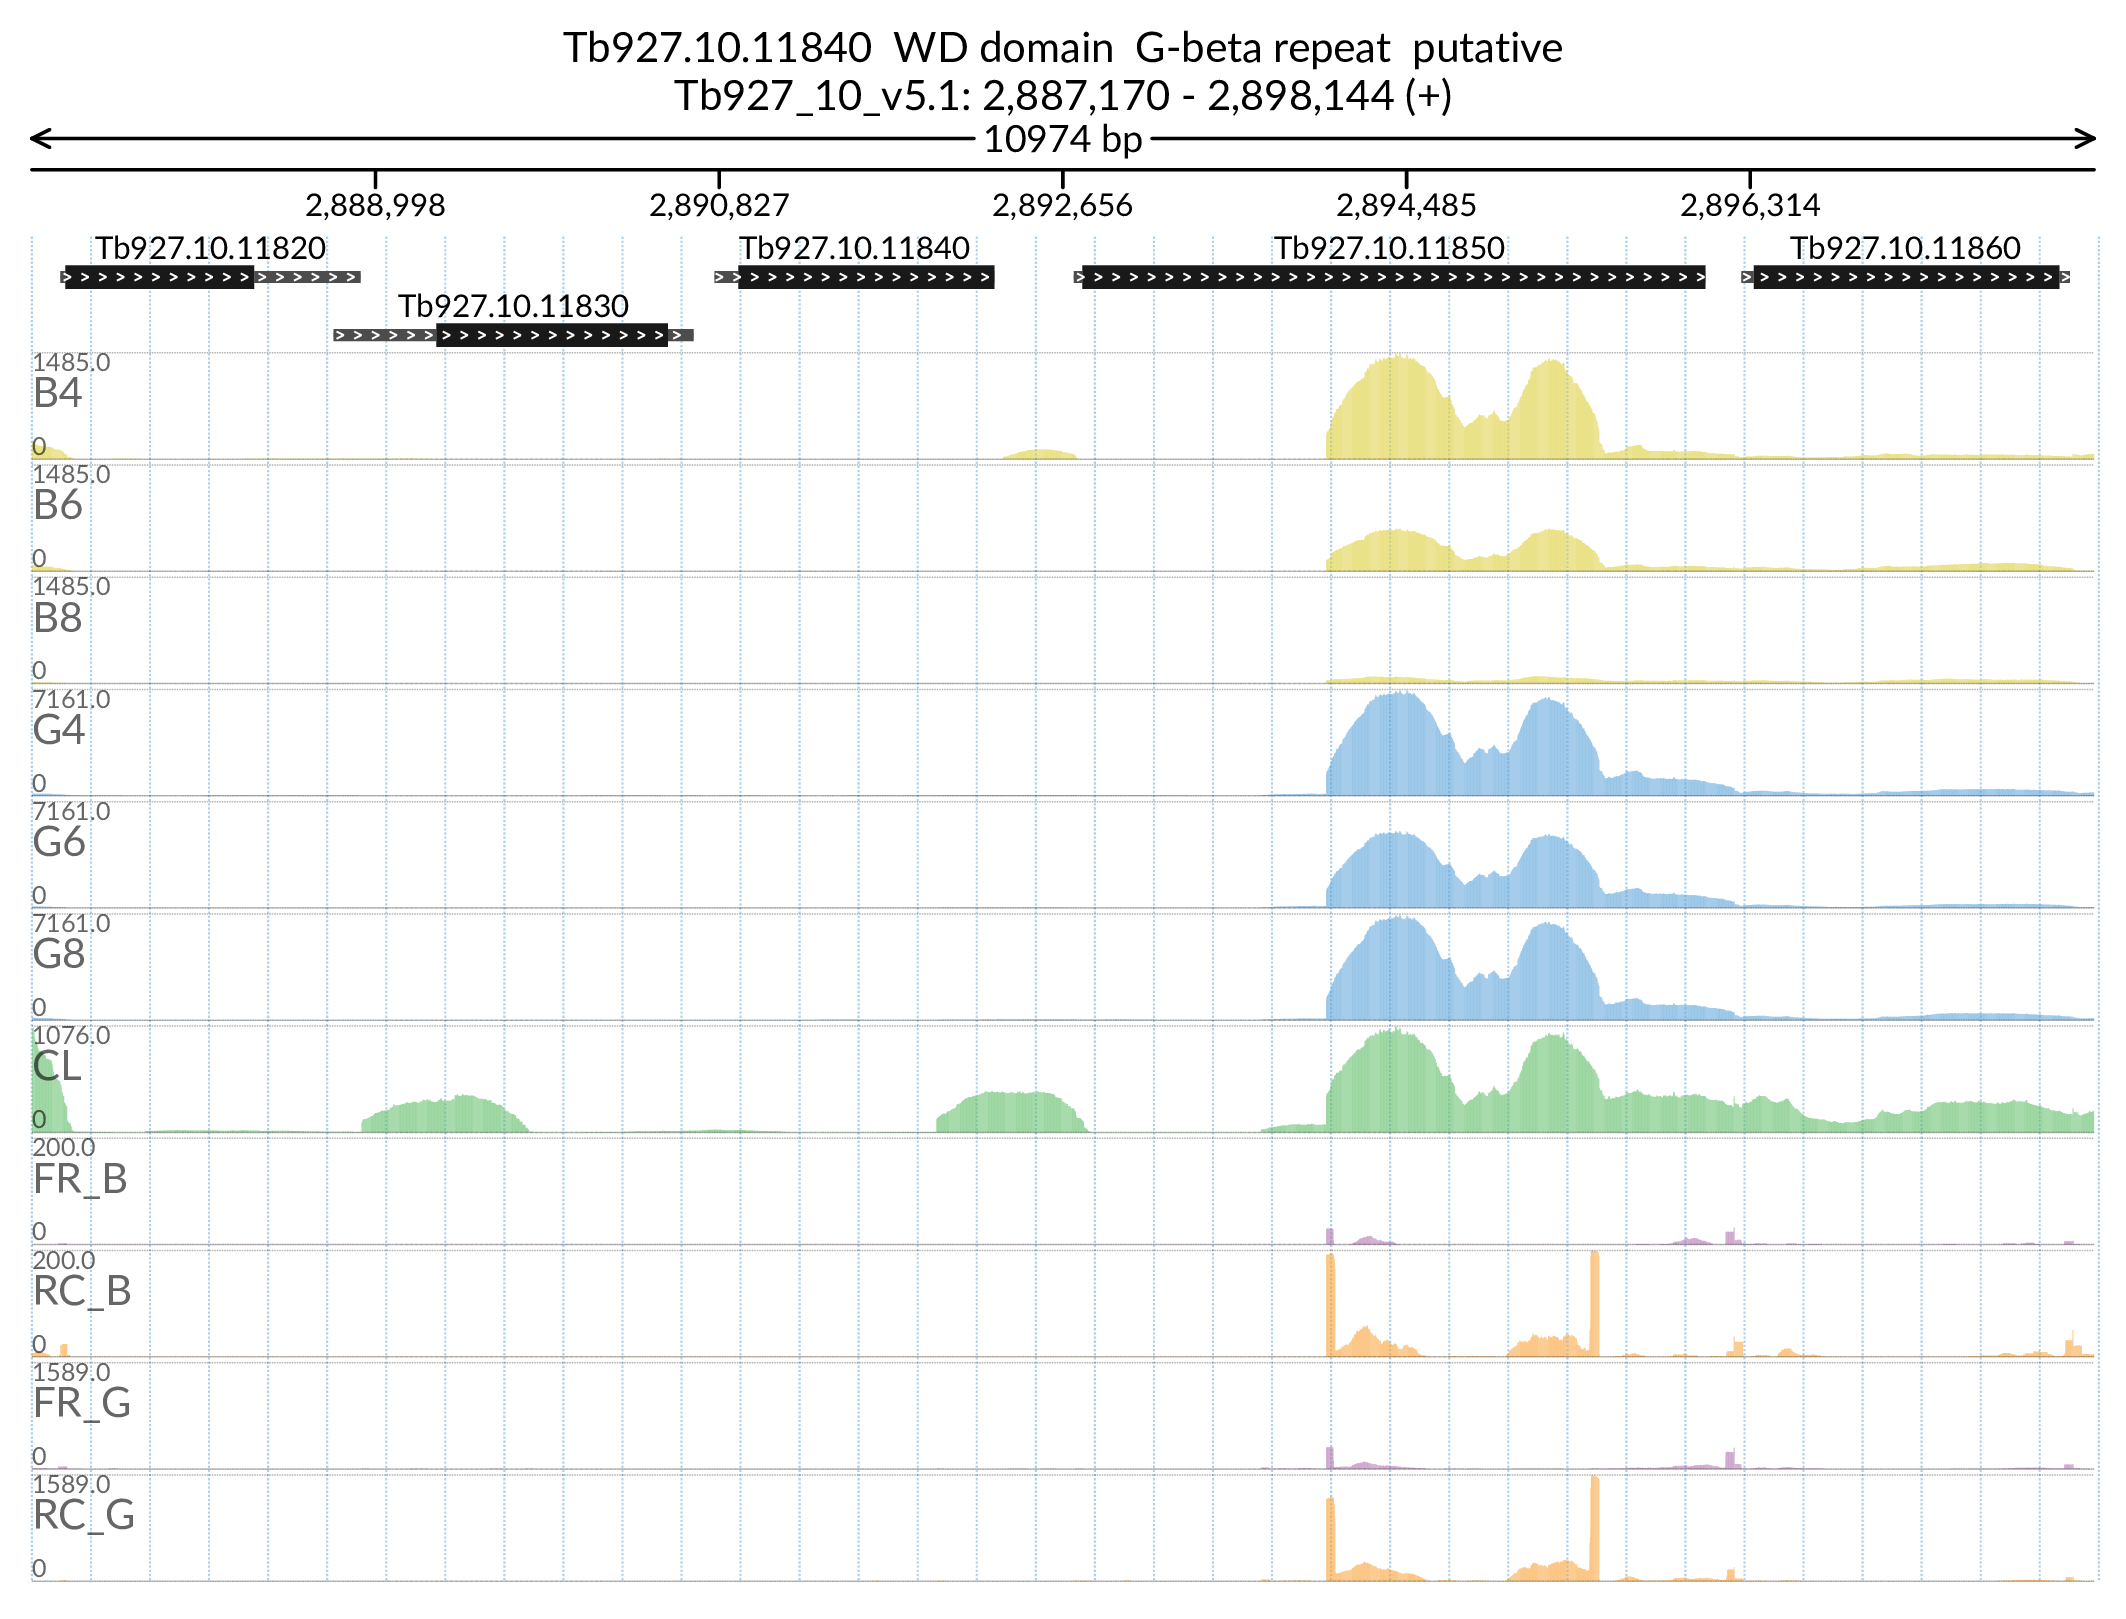 Tb927.10.11840  WD domain  G-beta repeat  putative
Tb927_10_v5.1: 2,887,170 - 2,898,144 (+)
10974 bp
2,888,998 2,890,827 2,892,656 2,894,485 2,896,314
Tb927.10.11820 Tb927.10.11840 Tb927.10.11850 Tb927.10.11860
Tb927.10.11830
1485.0
B4
0
1485.0
B6
0
1485.0
B8
0
7161.0
G4
0
7161.0
G6
0
7161.0
G8
0
1076.0
CL
0
200.0
FR_B
0
200.0
RC_B
0
1589.0
FR_G
0
1589.0
RC_G
0